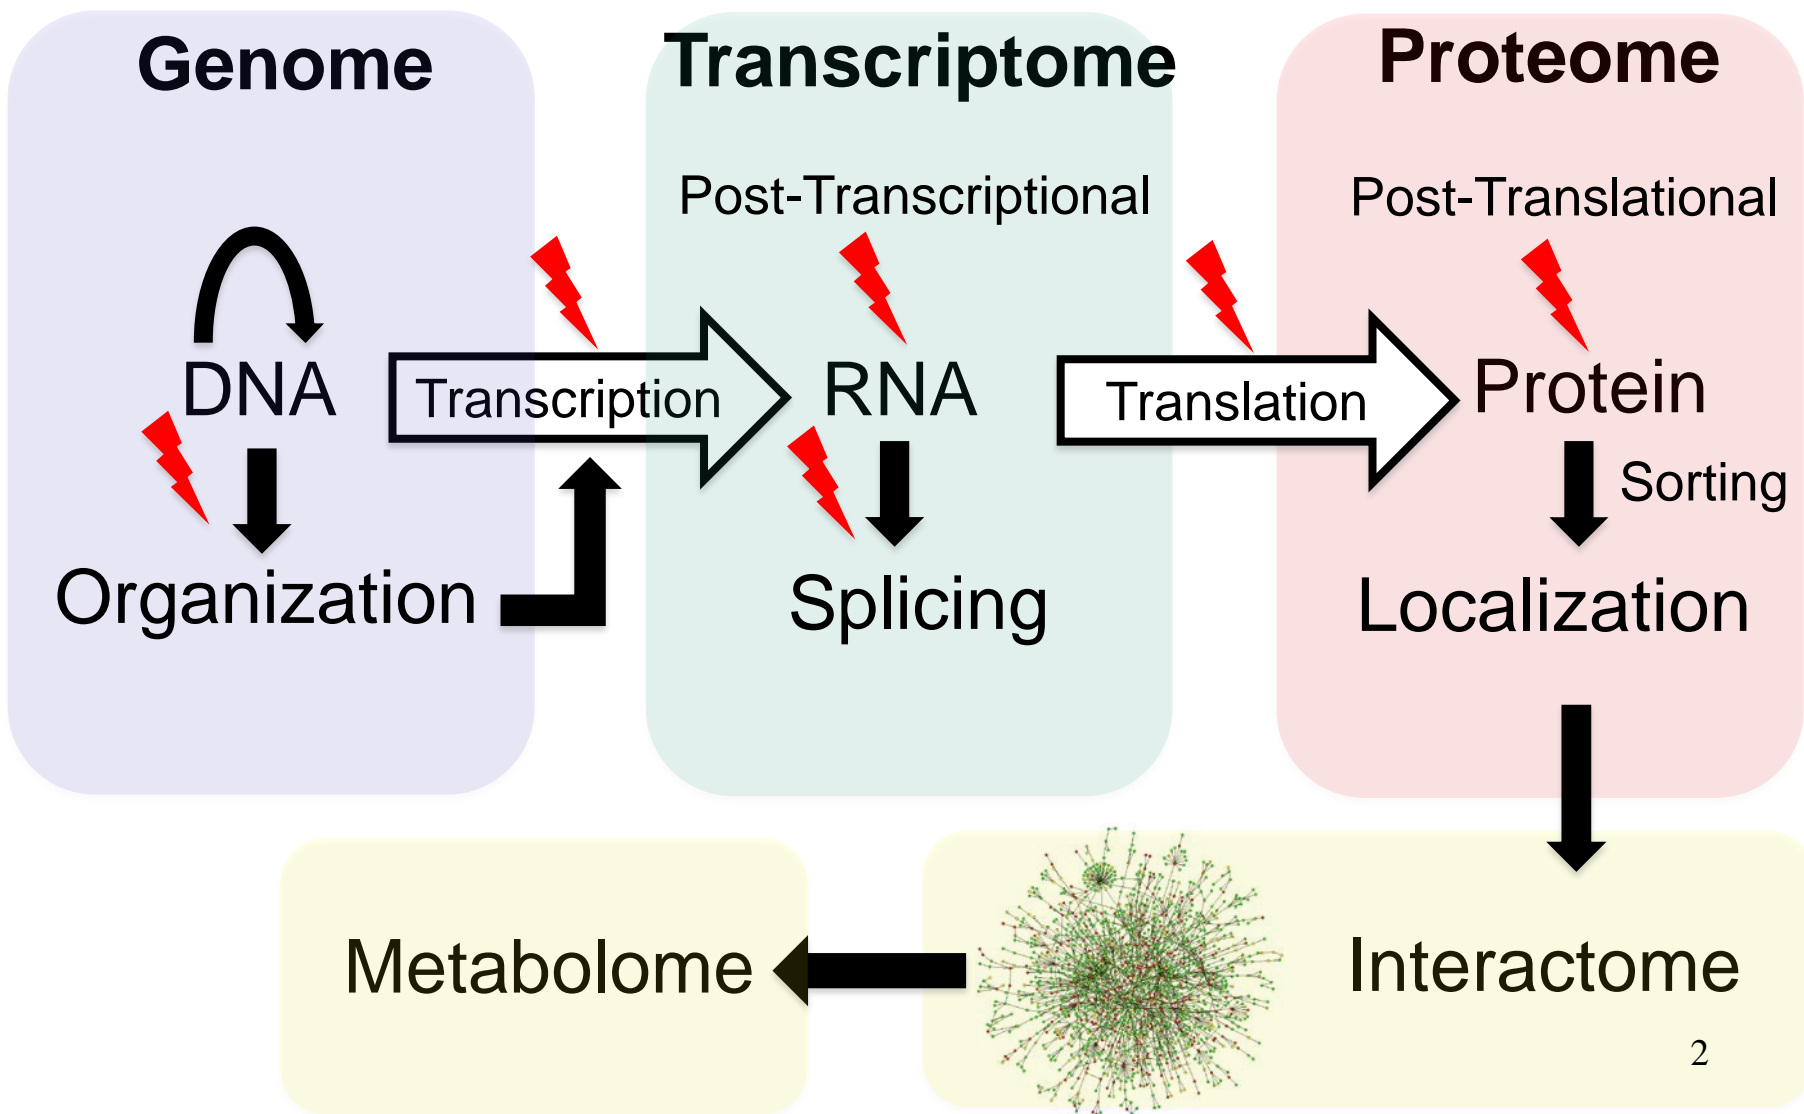 Genome
Transcriptome
Proteome
Post-Transcriptional
Post-Translational
DNA
Transcription
RNA
Translation
Protein
Sorting
Organization
Splicing
Localization
Metabolome
Interactome
2